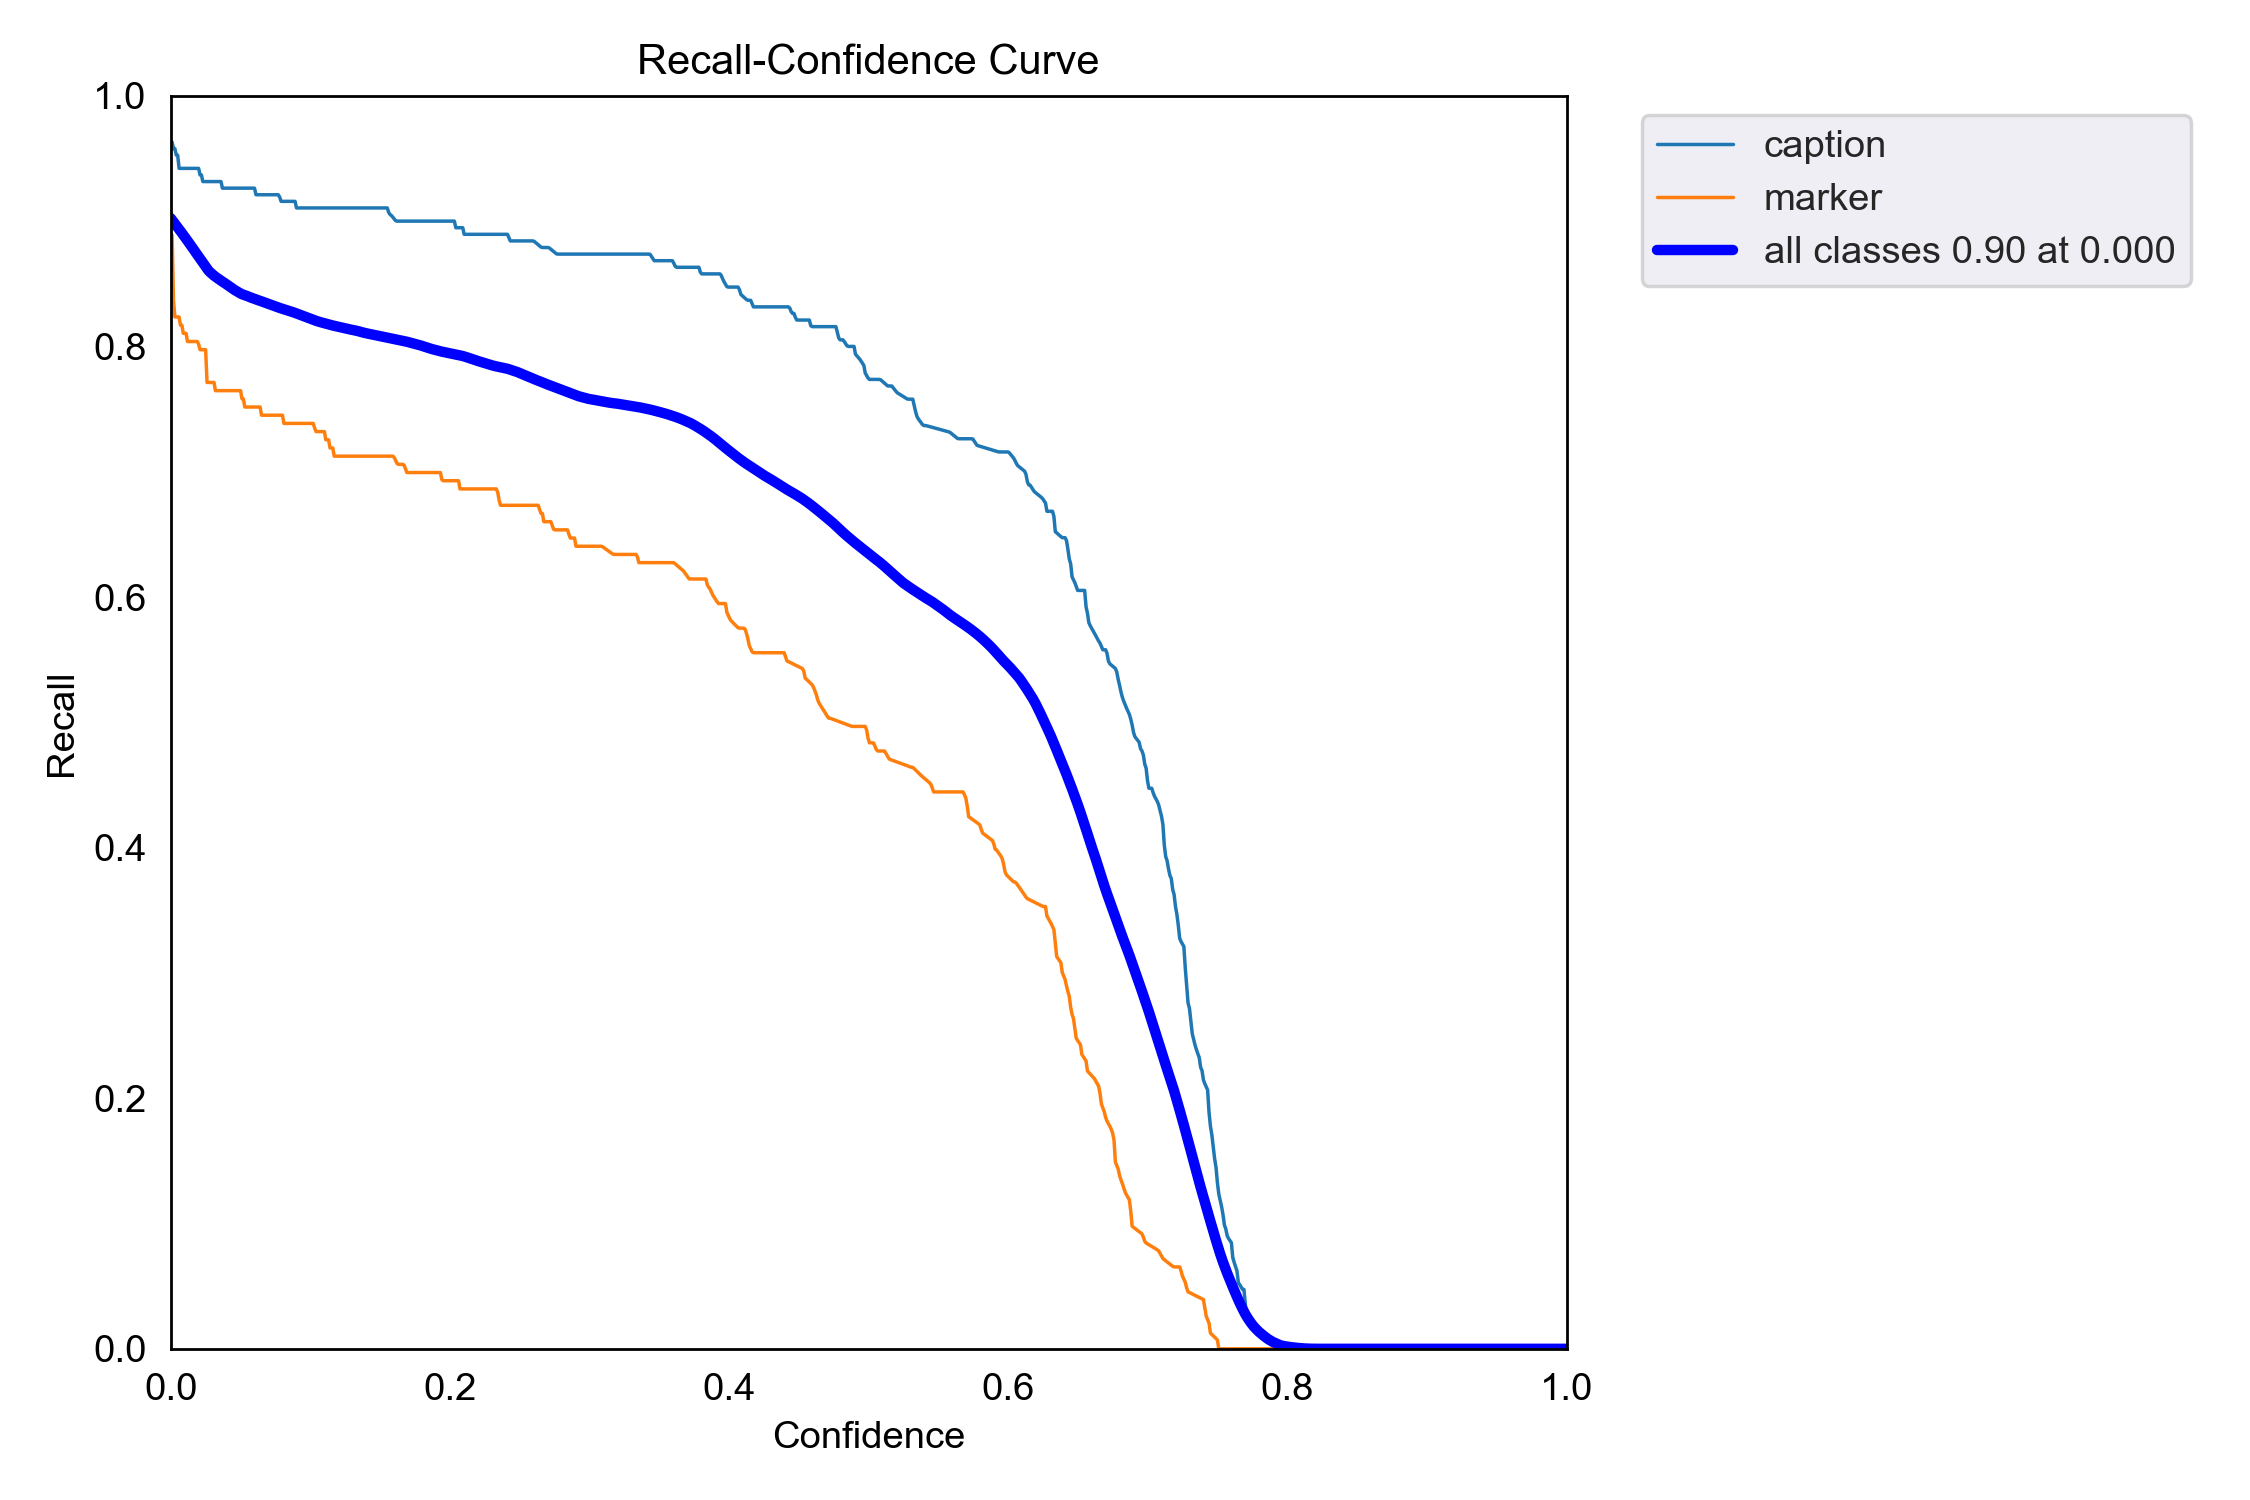 Recall-Confidence Curve
1.0
0.8
0.6
0.4
0.2
0.0
Recall
0.0 0.2 0.4 0.6 0.8 1.0
Confidence
caption
marker
all classes 0.90 at 0.000